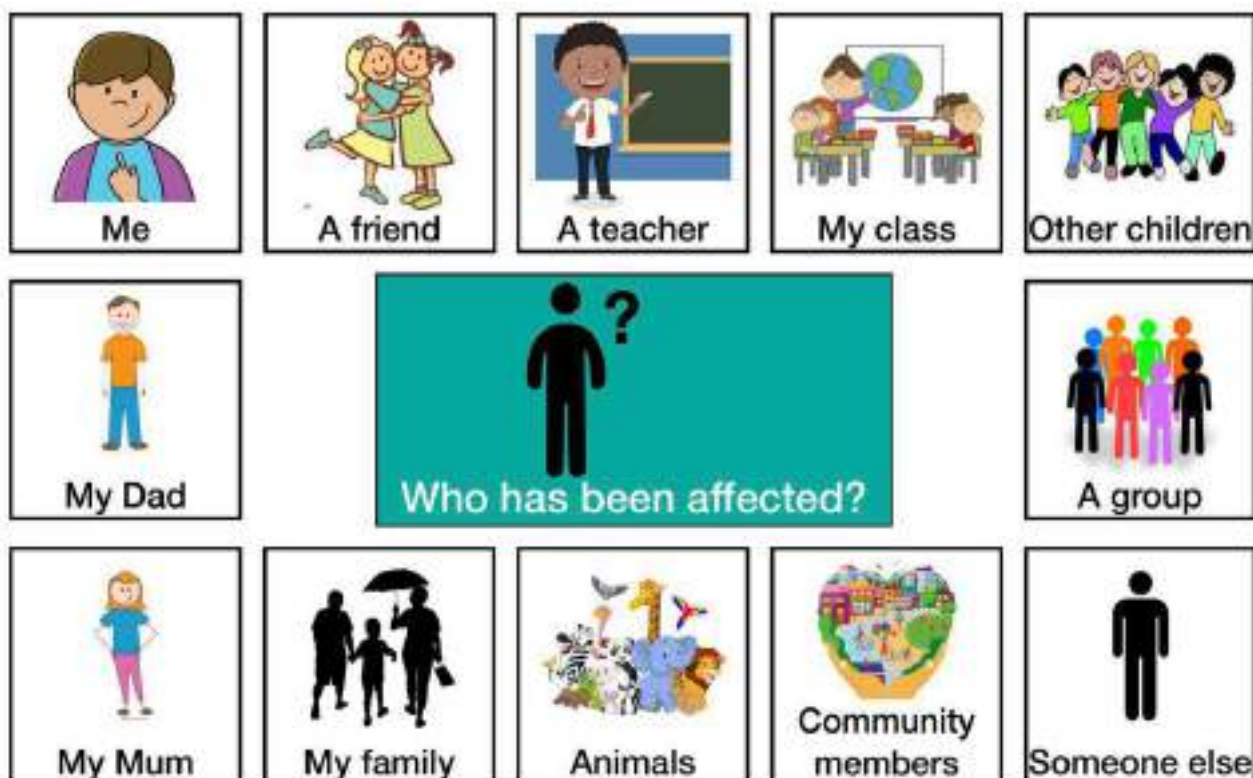 Me
A friend
A teacher
My class
Other children
My Dad
?
Who has been affected?
A group
My Mum
My family
Animals
Community
members
Someone else